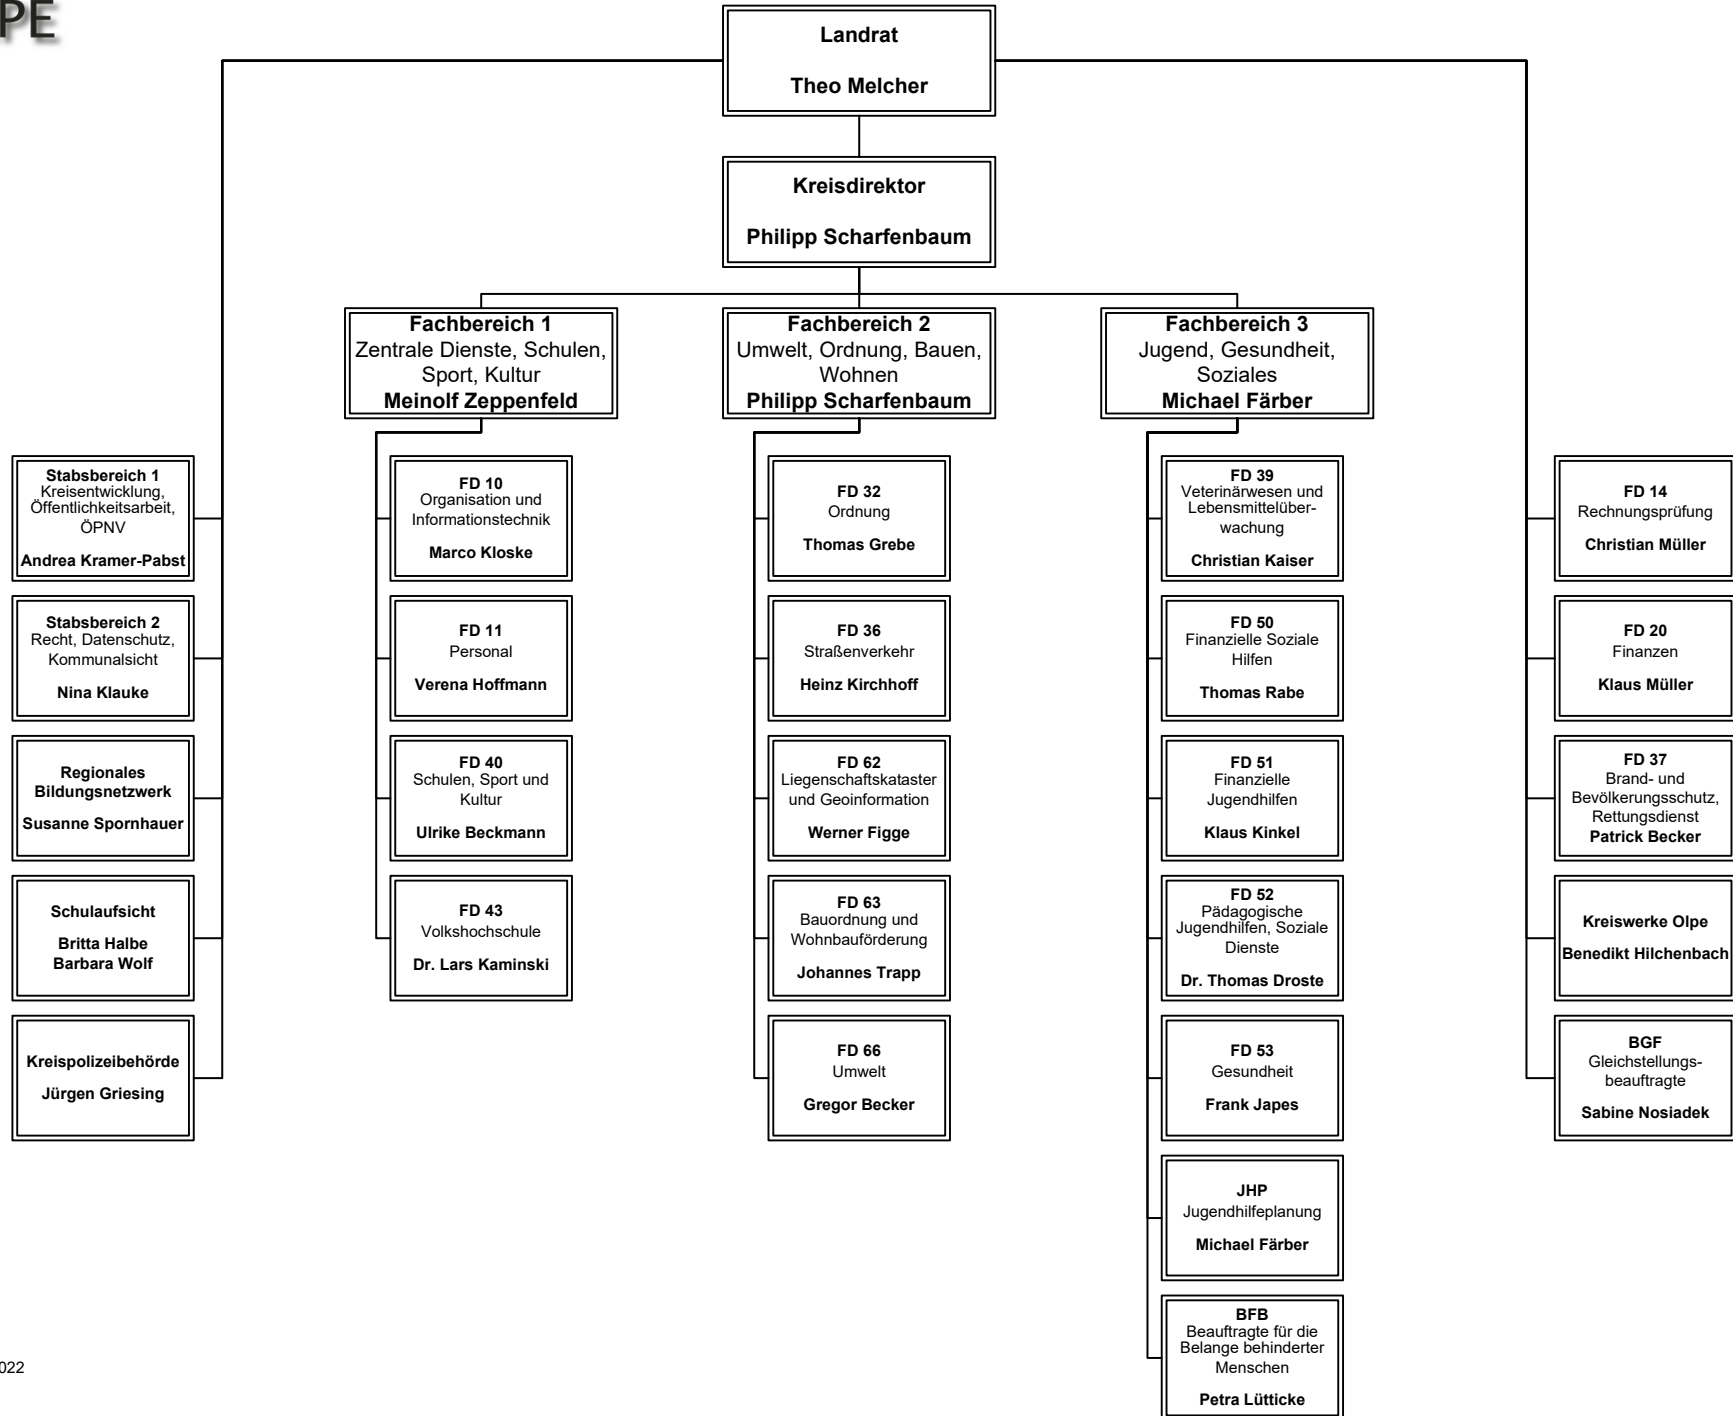 PE
Landrat
Theo Melcher
Kreisdirektor
Philipp Scharfenbaum
Fachbereich 1
Zentrale Dienste, Schulen,
Sport, Kultur
Meinolf Zeppenfeld
Fachbereich 2
Umwelt, Ordnung, Bauen,
Wohnen
Philipp Scharfenbaum
Fachbereich 3
Jugend, Gesundheit,
Soziales
Michael Färber
Stabsbereich 1
Kreisentwicklung,
Öffentlichkeitsarbeit,
ÖPNV
Andrea Kramer-Pabst
Stabsbereich 2
Recht, Datenschutz,
Kommunalsicht
Nina Klauke
Regionales
Bildungsnetzwerk
Susanne Spornhauer
Schulaufsicht
Britta Halbe
Barbara Wolf
Kreispolizeibehörde
Jürgen Griesing
FD 10
Organisation und
Informationstechnik
Marco Kloske
FD 11
Personal
Verena Hoffmann
FD 40
Schulen, Sport und
Kultur
Ulrike Beckmann
FD 43
Volkshochschule
Dr. Lars Kaminski
FD 32
Ordnung
Thomas Grebe
FD 36
Straßenverkehr
Heinz Kirchhoff
FD 62
Liegenschaftskataster
und Geoinformation
Werner Figge
FD 63
Bauordnung und
Wohnbauförderung
Johannes Trapp
FD 66
Umwelt
Gregor Becker
FD 39
Veterinärwesen und
Lebensmittelüber-
wachung
Christian Kaiser
FD 50
Finanzielle Soziale
Hilfen
Thomas Rabe
FD 51
Finanzielle
Jugendhilfen
Klaus Kinkel
FD 52
Pädagogische
Jugendhilfen, Soziale
Dienste
Dr. Thomas Droste
FD 53
Gesundheit
Frank Japes
JHP
Jugendhilfeplanung
Michael Färber
BFB
Beauftragte für die
Belange behinderter
Menschen
Petra Lütticke
FD 14
Rechnungsprüfung
Christian Müller
FD 20
Finanzen
Klaus Müller
FD 37
Brand- und
Bevölkerungsschutz,
Rettungsdienst
Patrick Becker
Kreiswerke Olpe
Benedikt Hilchenbach
BGF
Gleichstellungs-
beauftragte
Sabine Nosiadek
022